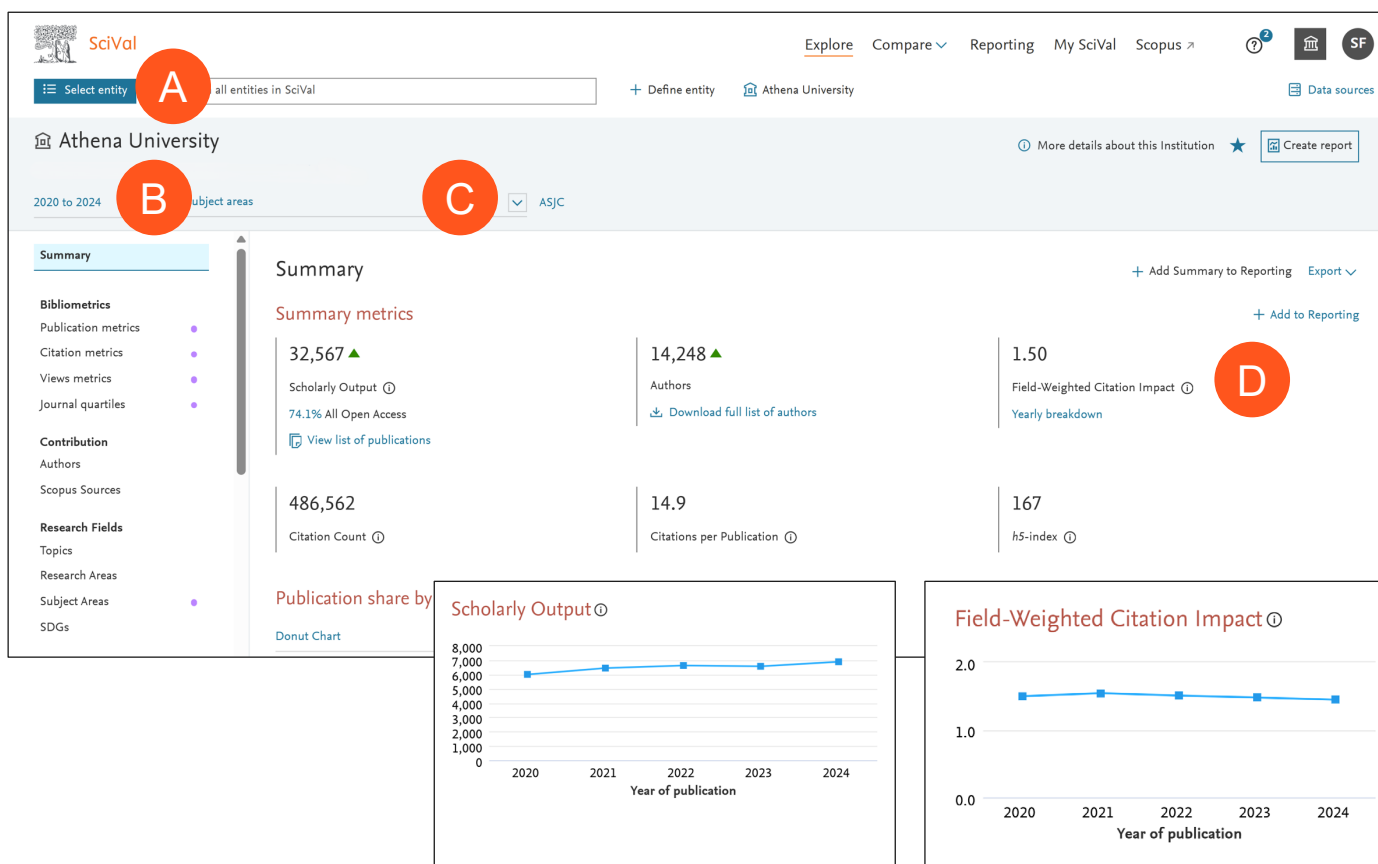 SciVal
Explore Compare Reporting My SciVal Scopus 2 SF
Select entity A all entities in SciVal + Define entity Athena University Data sources
Athena University More details about this Institution Create report
2020 to 2024 B ubject areas C ASJC
Summary
Bibliometrics
Publication metrics
Citation metrics
Views metrics
Journal quartiles
Contribution
Authors
Scopus Sources
Research Fields
Topics
Research Areas
Subject Areas
SDGs
Summary + Add Summary to Reporting Export
Summary metrics + Add to Reporting
32,567
Scholarly Output
74.1% All Open Access
View list of publications
14,248
Authors
Download full list of authors
1.50
Field-Weighted Citation Impact
Yearly breakdown
D
486,562
Citation Count
14.9
Citations per Publication
167
h5-index
Publication share by
Donut Chart
Scholarly Output
8,000
7,000
6,000
5,000
4,000
3,000
2,000
1,000
0
2020 2021 2022 2023 2024
Year of publication
Field-Weighted Citation Impact
2.0
1.0
0.0
2020 2021 2022 2023 2024
Year of publication